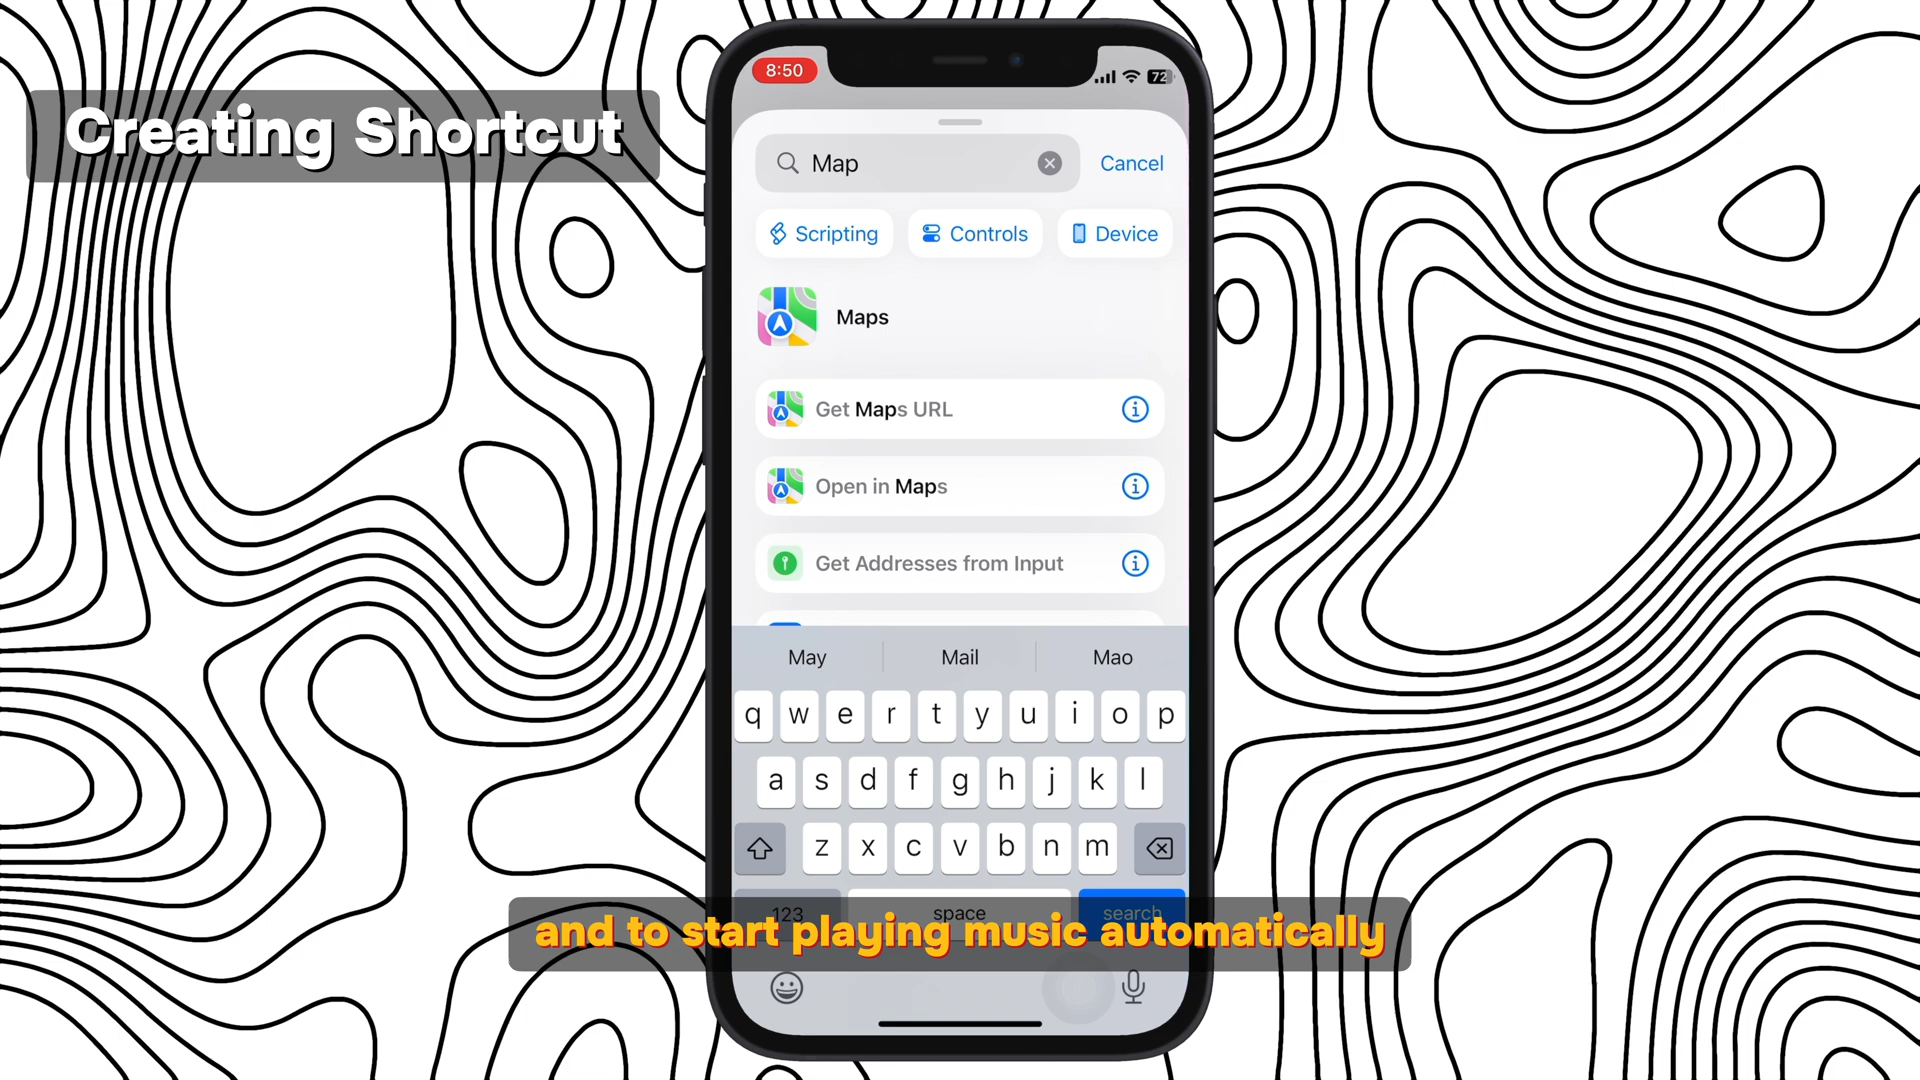 Creating Shortcut
8:50
72
Map
Cancel
Scripting
Controls
Device
Maps
Get Maps URL
Open in Maps
Get Addresses from Input
May
Mail
Mao
q w e r t y u i o p
a s d f g h j k l
z x c v b n m
123
space
search
and to start playing music automatically